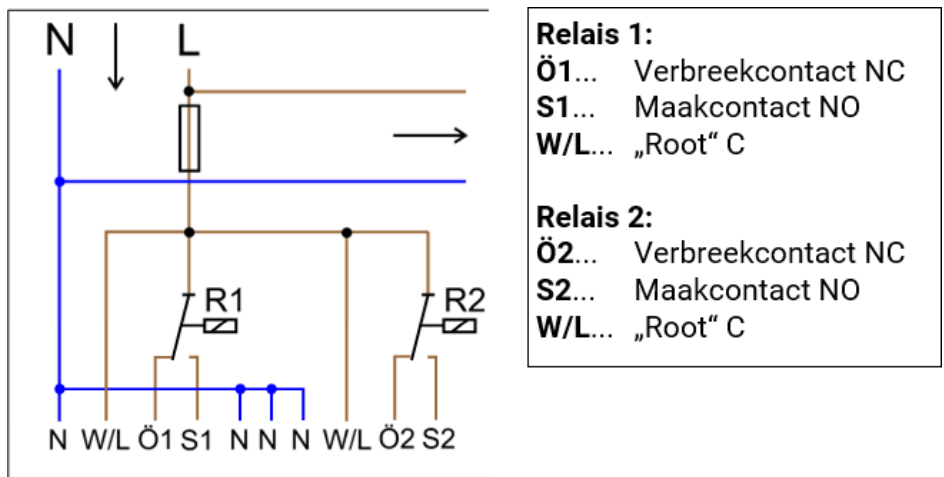 N L
R1 R2
N W/L Ö1 S1 N N N W/L Ö2 S2
Relais 1:
Ö1... Verbreekcontact NC
S1... Maakcontact NO
W/L... „Root“ C
Relais 2:
Ö2... Verbreekcontact NC
S2... Maakcontact NO
W/L... „Root“ C